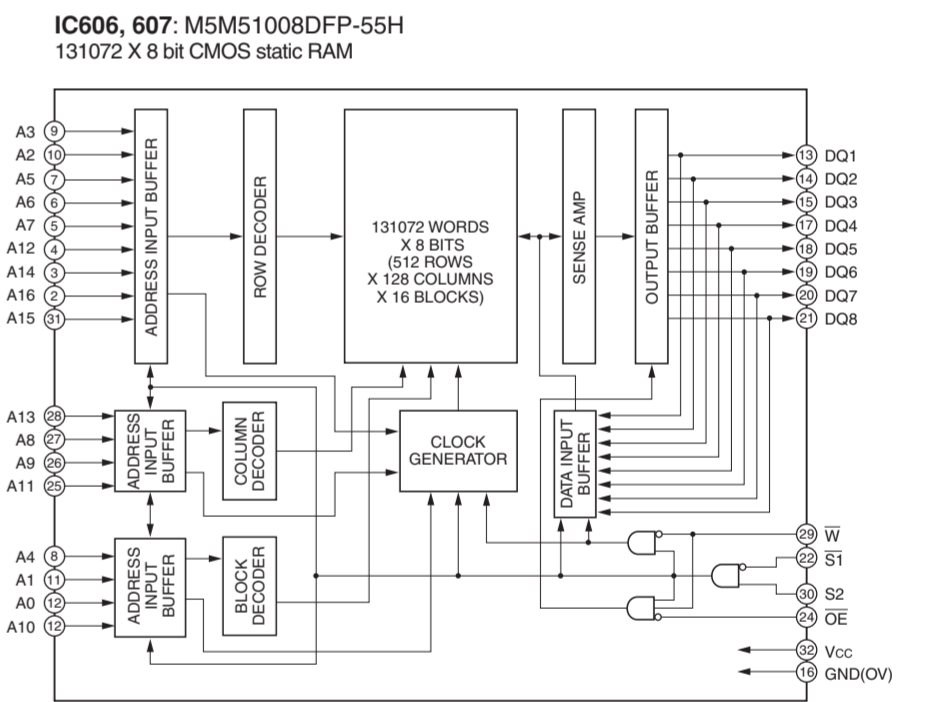 IC606, 607: M5M51008DFP-55H
131072 X 8 bit CMOS static RAM
A3 9
A2 10
A5 7
A6 6
A7 5
A12 4
A14 3
A16 2
A15 31
ADDRESS INPUT BUFFER
ROW DECODER
131072 WORDS
X 8 BITS
(512 ROWS
X 128 COLUMNS
X 16 BLOCKS)
SENSE AMP
OUTPUT BUFFER
13 DQ1
14 DQ2
15 DQ3
17 DQ4
18 DQ5
19 DQ6
20 DQ7
21 DQ8
A13 28
A8 27
A9 26
A11 25
ADDRESS
INPUT
BUFFER
COLUMN
DECODER
CLOCK
GENERATOR
DATA INPUT
BUFFER
A4 8
A1 11
A0 12
A10 12
ADDRESS
INPUT
BUFFER
BLOCK
DECODER
29 W̅
22 S̅1̅
30 S2
24 O̅E̅
32 Vcc
16 GND(OV)